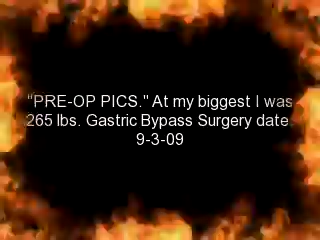 "PRE-OP PICS." At my biggest I was
265 lbs. Gastric Bypass Surgery date
9-3-09